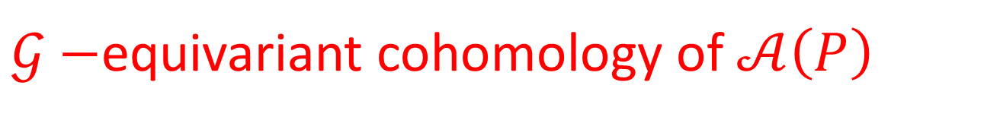 𝒢 −equivariant cohomology of 𝒜(𝑃)